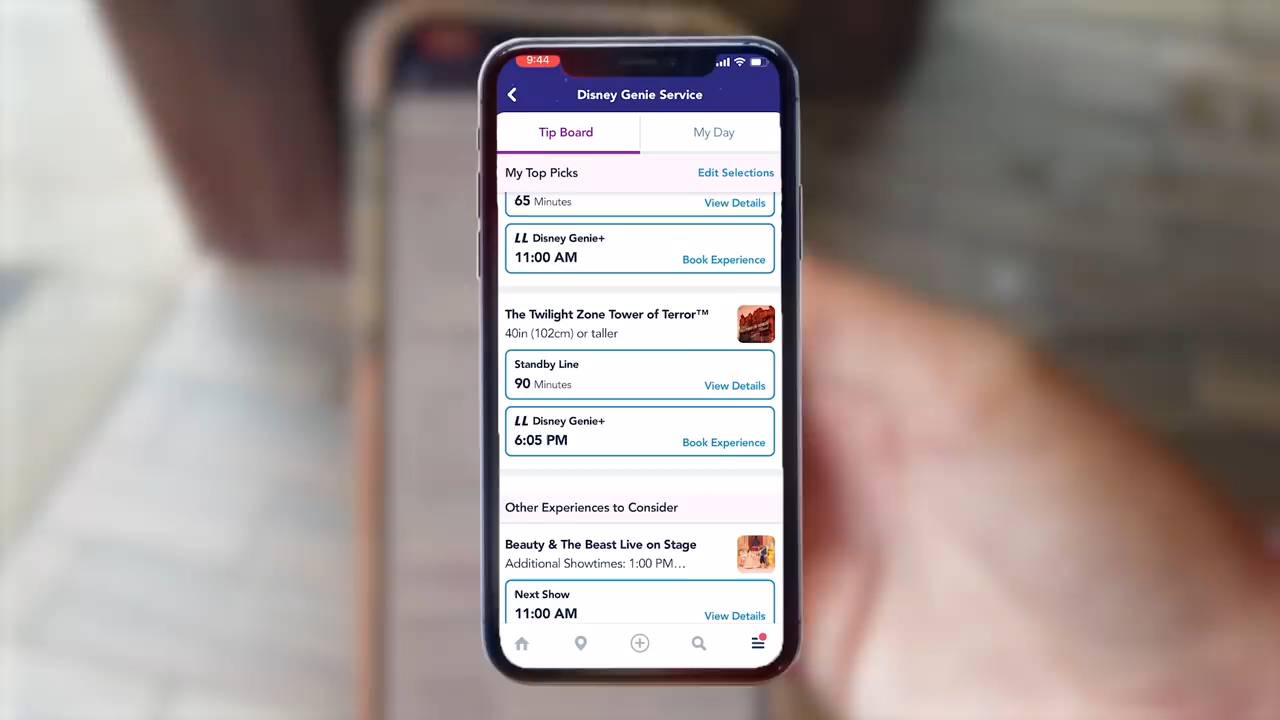 9:44
Disney Genie Service
Tip Board
My Day
My Top Picks
Edit Selections
65 Minutes
View Details
LL Disney Genie+
11:00 AM
Book Experience
The Twilight Zone Tower of Terror™
40in (102cm) or taller
Standby Line
90 Minutes
View Details
LL Disney Genie+
6:05 PM
Book Experience
Other Experiences to Consider
Beauty & The Beast Live on Stage
Additional Showtimes: 1:00 PM…
Next Show
11:00 AM
View Details